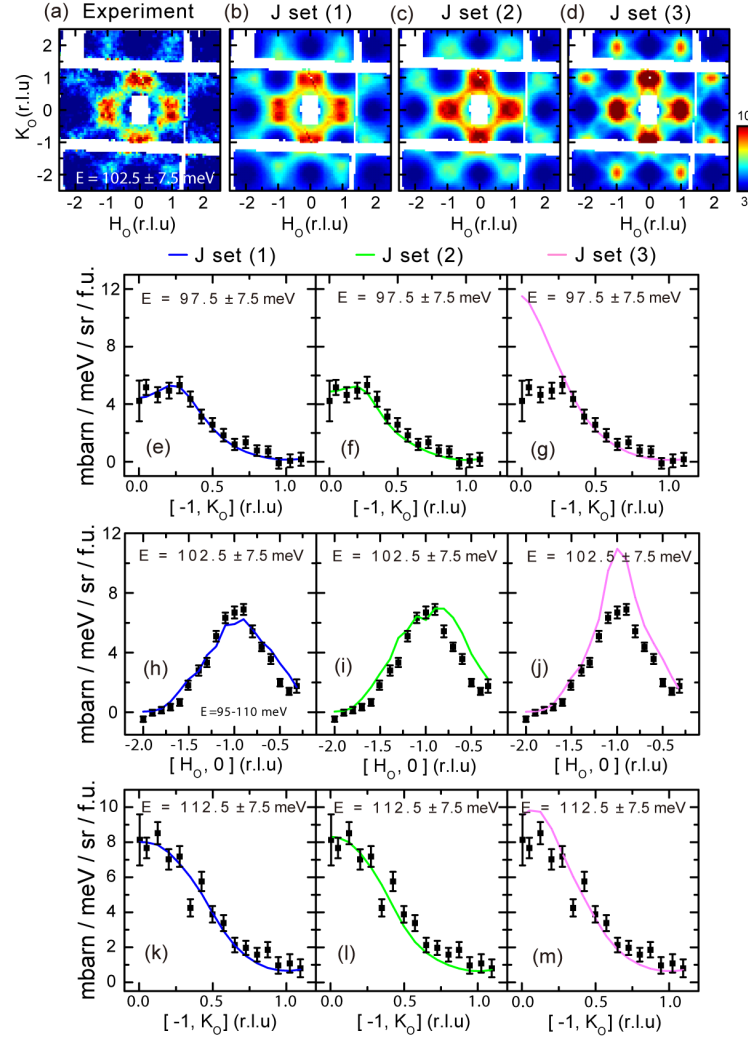 (a) Experiment (b) J set (1) (c) J set (2) (d) J set (3)
K_O(r.l.u)
2
1
0
-1
-2
E = 102.5 ± 7.5 meV
10
3
-2 0 2 -2 0 2 -2 0 2 -2 0 2
H_O(r.l.u) H_O(r.l.u) H_O(r.l.u) H_O(r.l.u)
J set (1) J set (2) J set (3)
mbarn / meV / sr / f.u.
12
8
4
0
E = 97.5 ±7.5 meV E = 97.5 ±7.5 meV E = 97.5 ±7.5 meV
(e) (f) (g)
0.0 0.5 1.0 0.0 0.5 1.0 0.0 0.5 1.0
[-1, K_O] (r.l.u) [-1, K_O] (r.l.u) [-1, K_O] (r.l.u)
mbarn / meV / sr / f.u.
12
8
4
0
E = 102.5 ±7.5 meV E = 102.5 ±7.5 meV E = 102.5 ±7.5 meV
(h) (i) (j)
E=95-110 meV
-2.0 -1.5 -1.0 -0.5 -2.0 -1.5 -1.0 -0.5 -2.0 -1.5 -1.0 -0.5
[H_O, 0] (r.l.u) [H_O, 0] (r.l.u) [H_O, 0] (r.l.u)
mbarn / meV / sr / f.u.
10
8
6
4
2
0
E = 112.5 ±7.5 meV E = 112.5 ±7.5 meV E = 112.5 ±7.5 meV
(k) (l) (m)
0.0 0.5 1.0 0.0 0.5 1.0 0.0 0.5 1.0
[-1, K_O] (r.l.u) [-1, K_O] (r.l.u) [-1, K_O] (r.l.u)